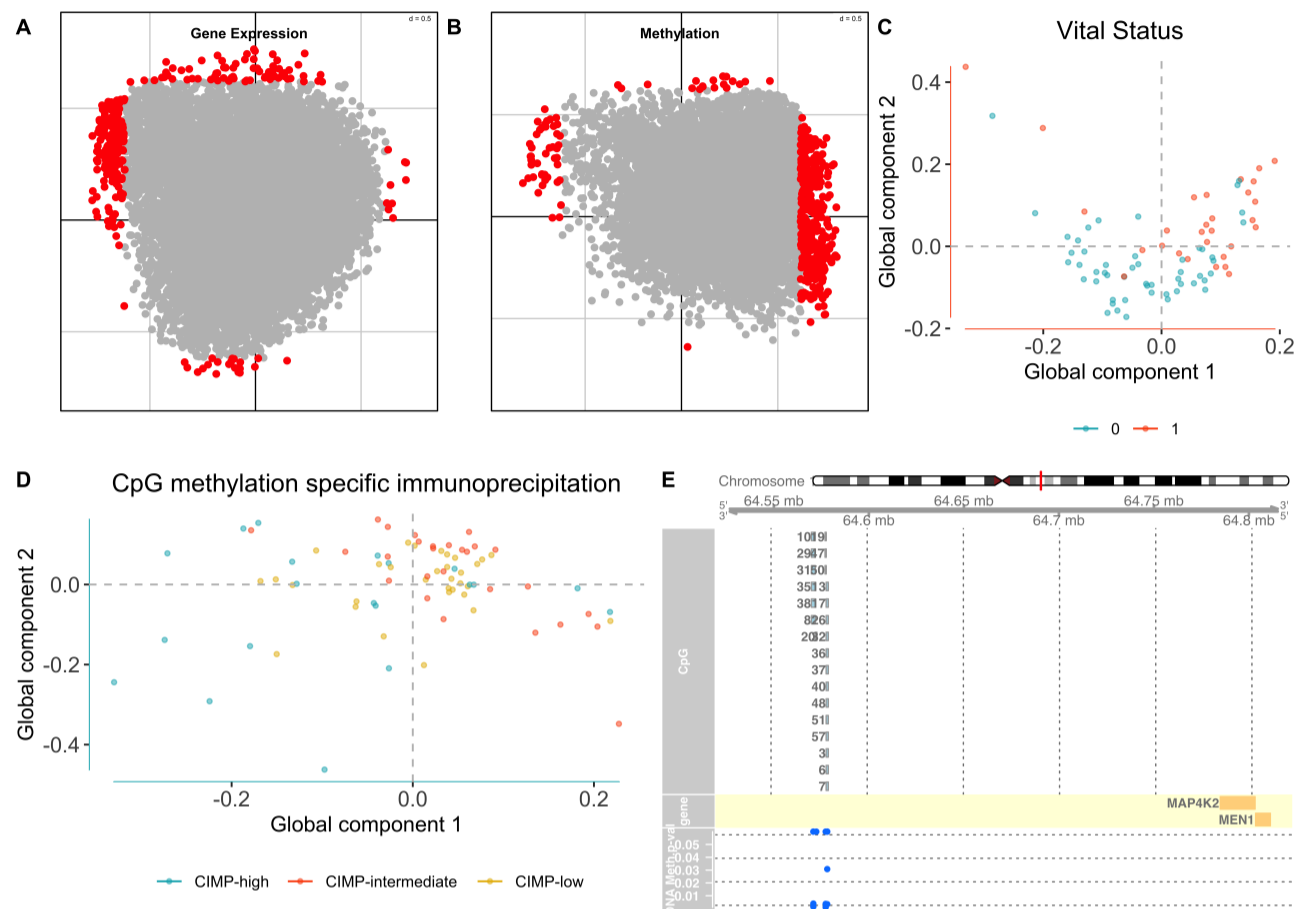 A
Gene Expression
d = 0.5
B
Methylation
d = 0.5
C
Vital Status
Global component 2
0.4
0.2
0.0
-0.2
-0.2 0.0 0.2
Global component 1
0 1
D
CpG methylation specific immunoprecipitation
Global component 2
0.0
-0.2
-0.4
-0.2 0.0 0.2
Global component 1
CIMP-high CIMP-intermediate CIMP-low
E
Chromosome
64.55 mb 64.65 mb 64.75 mb
5' 3'
3' 5'
64.6 mb 64.7 mb 64.8 mb
CpG
36
37
40
48
51
57
3
6
7
gene
MAP4K2
MEN1
DNA Meth p-val
0.05
0.04
0.03
0.02
0.01